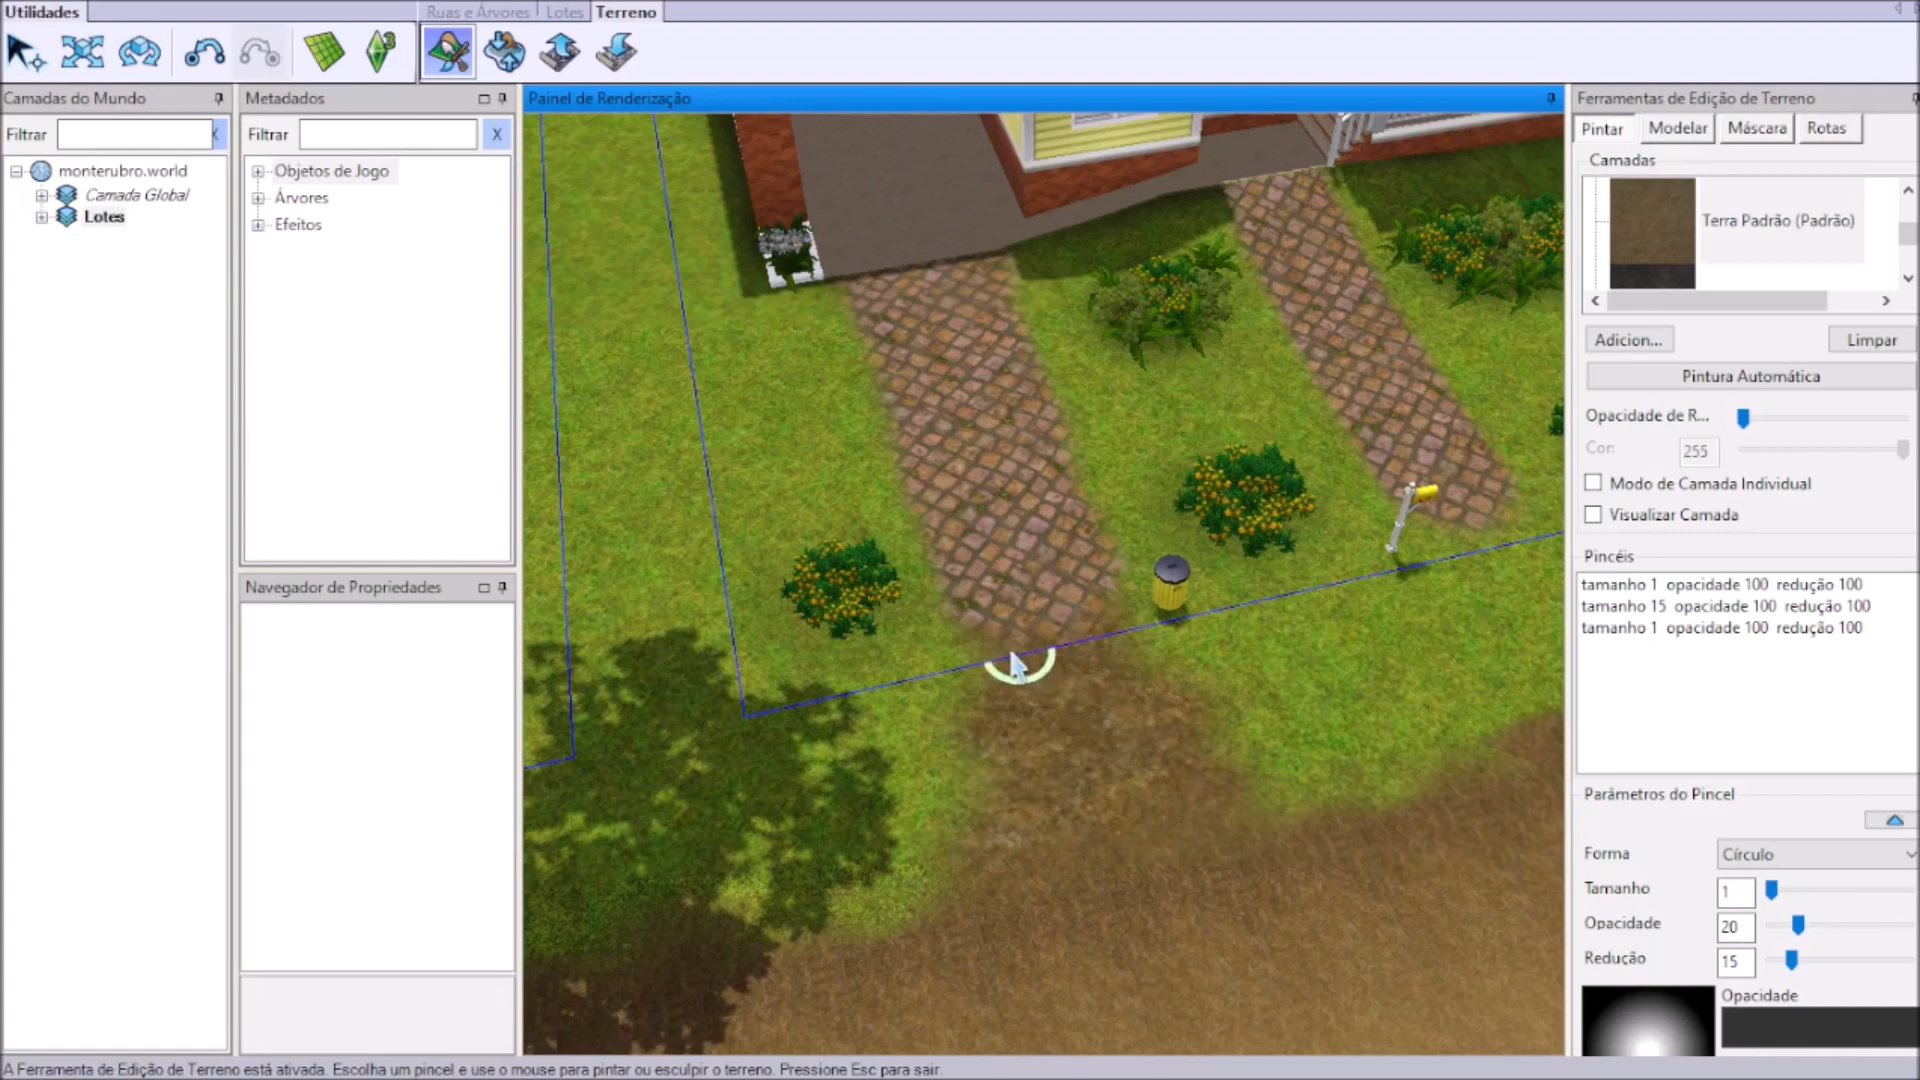 Utilidades
Ruas e Árvores
Lotes
Terreno
Camadas do Mundo
Filtrar
monterubro.world
Camada Global
Lotes
Metadados
Filtrar
X
Objetos de Jogo
Árvores
Efeitos
Navegador de Propriedades
Painel de Renderização
Ferramentas de Edição de Terreno
Pintar
Modelar
Máscara
Rotas
Camadas
Terra Padrão (Padrão)
Adicion...
Limpar
Pintura Automática
Opacidade de R...
Cor:
255
Modo de Camada Individual
Visualizar Camada
Pincéis
tamanho 1 opacidade 100 redução 100
tamanho 15 opacidade 100 redução 100
tamanho 1 opacidade 100 redução 100
Parâmetros do Pincel
Forma
Círculo
Tamanho
1
Opacidade
20
Redução
15
Opacidade
A Ferramenta de Edição de Terreno está ativada. Escolha um pincel e use o mouse para pintar ou esculpir o terreno. Pressione Esc para sair.